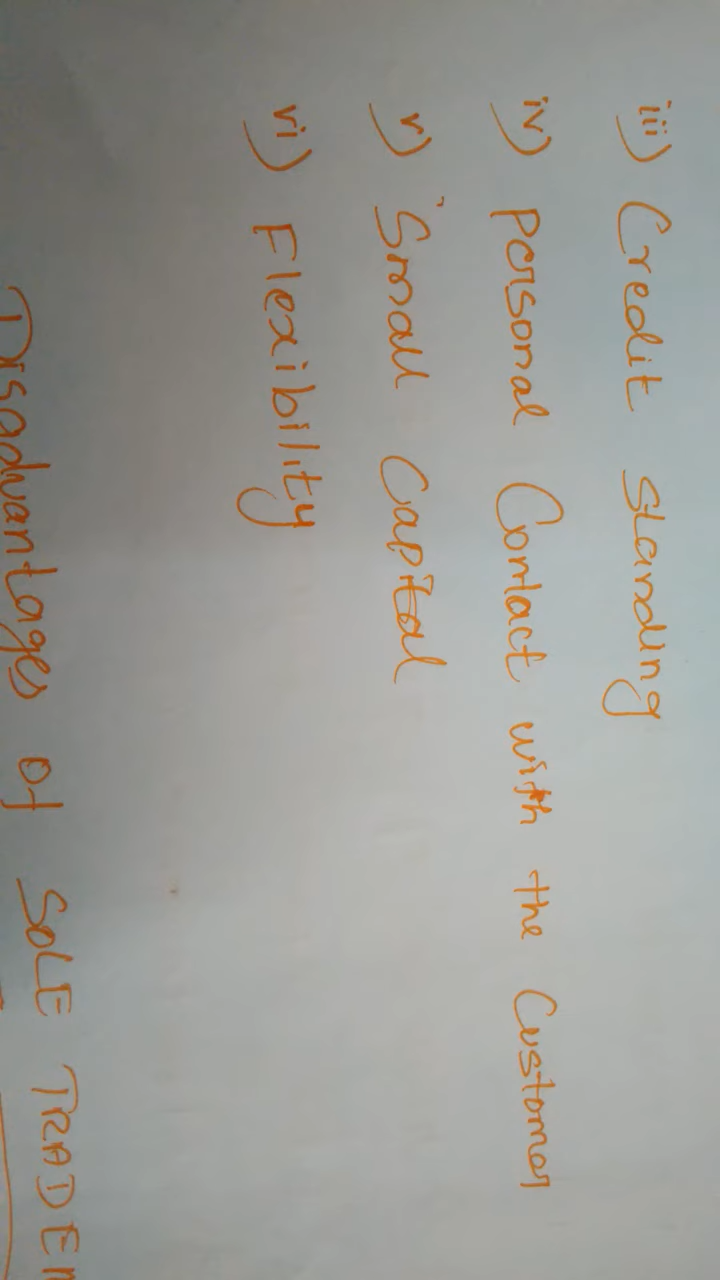 iii) Credit Standing
iv) Personal Contact with the Customer
v) Small Capital
vi) Flexibility
Disadvantages of SOLE TRADER